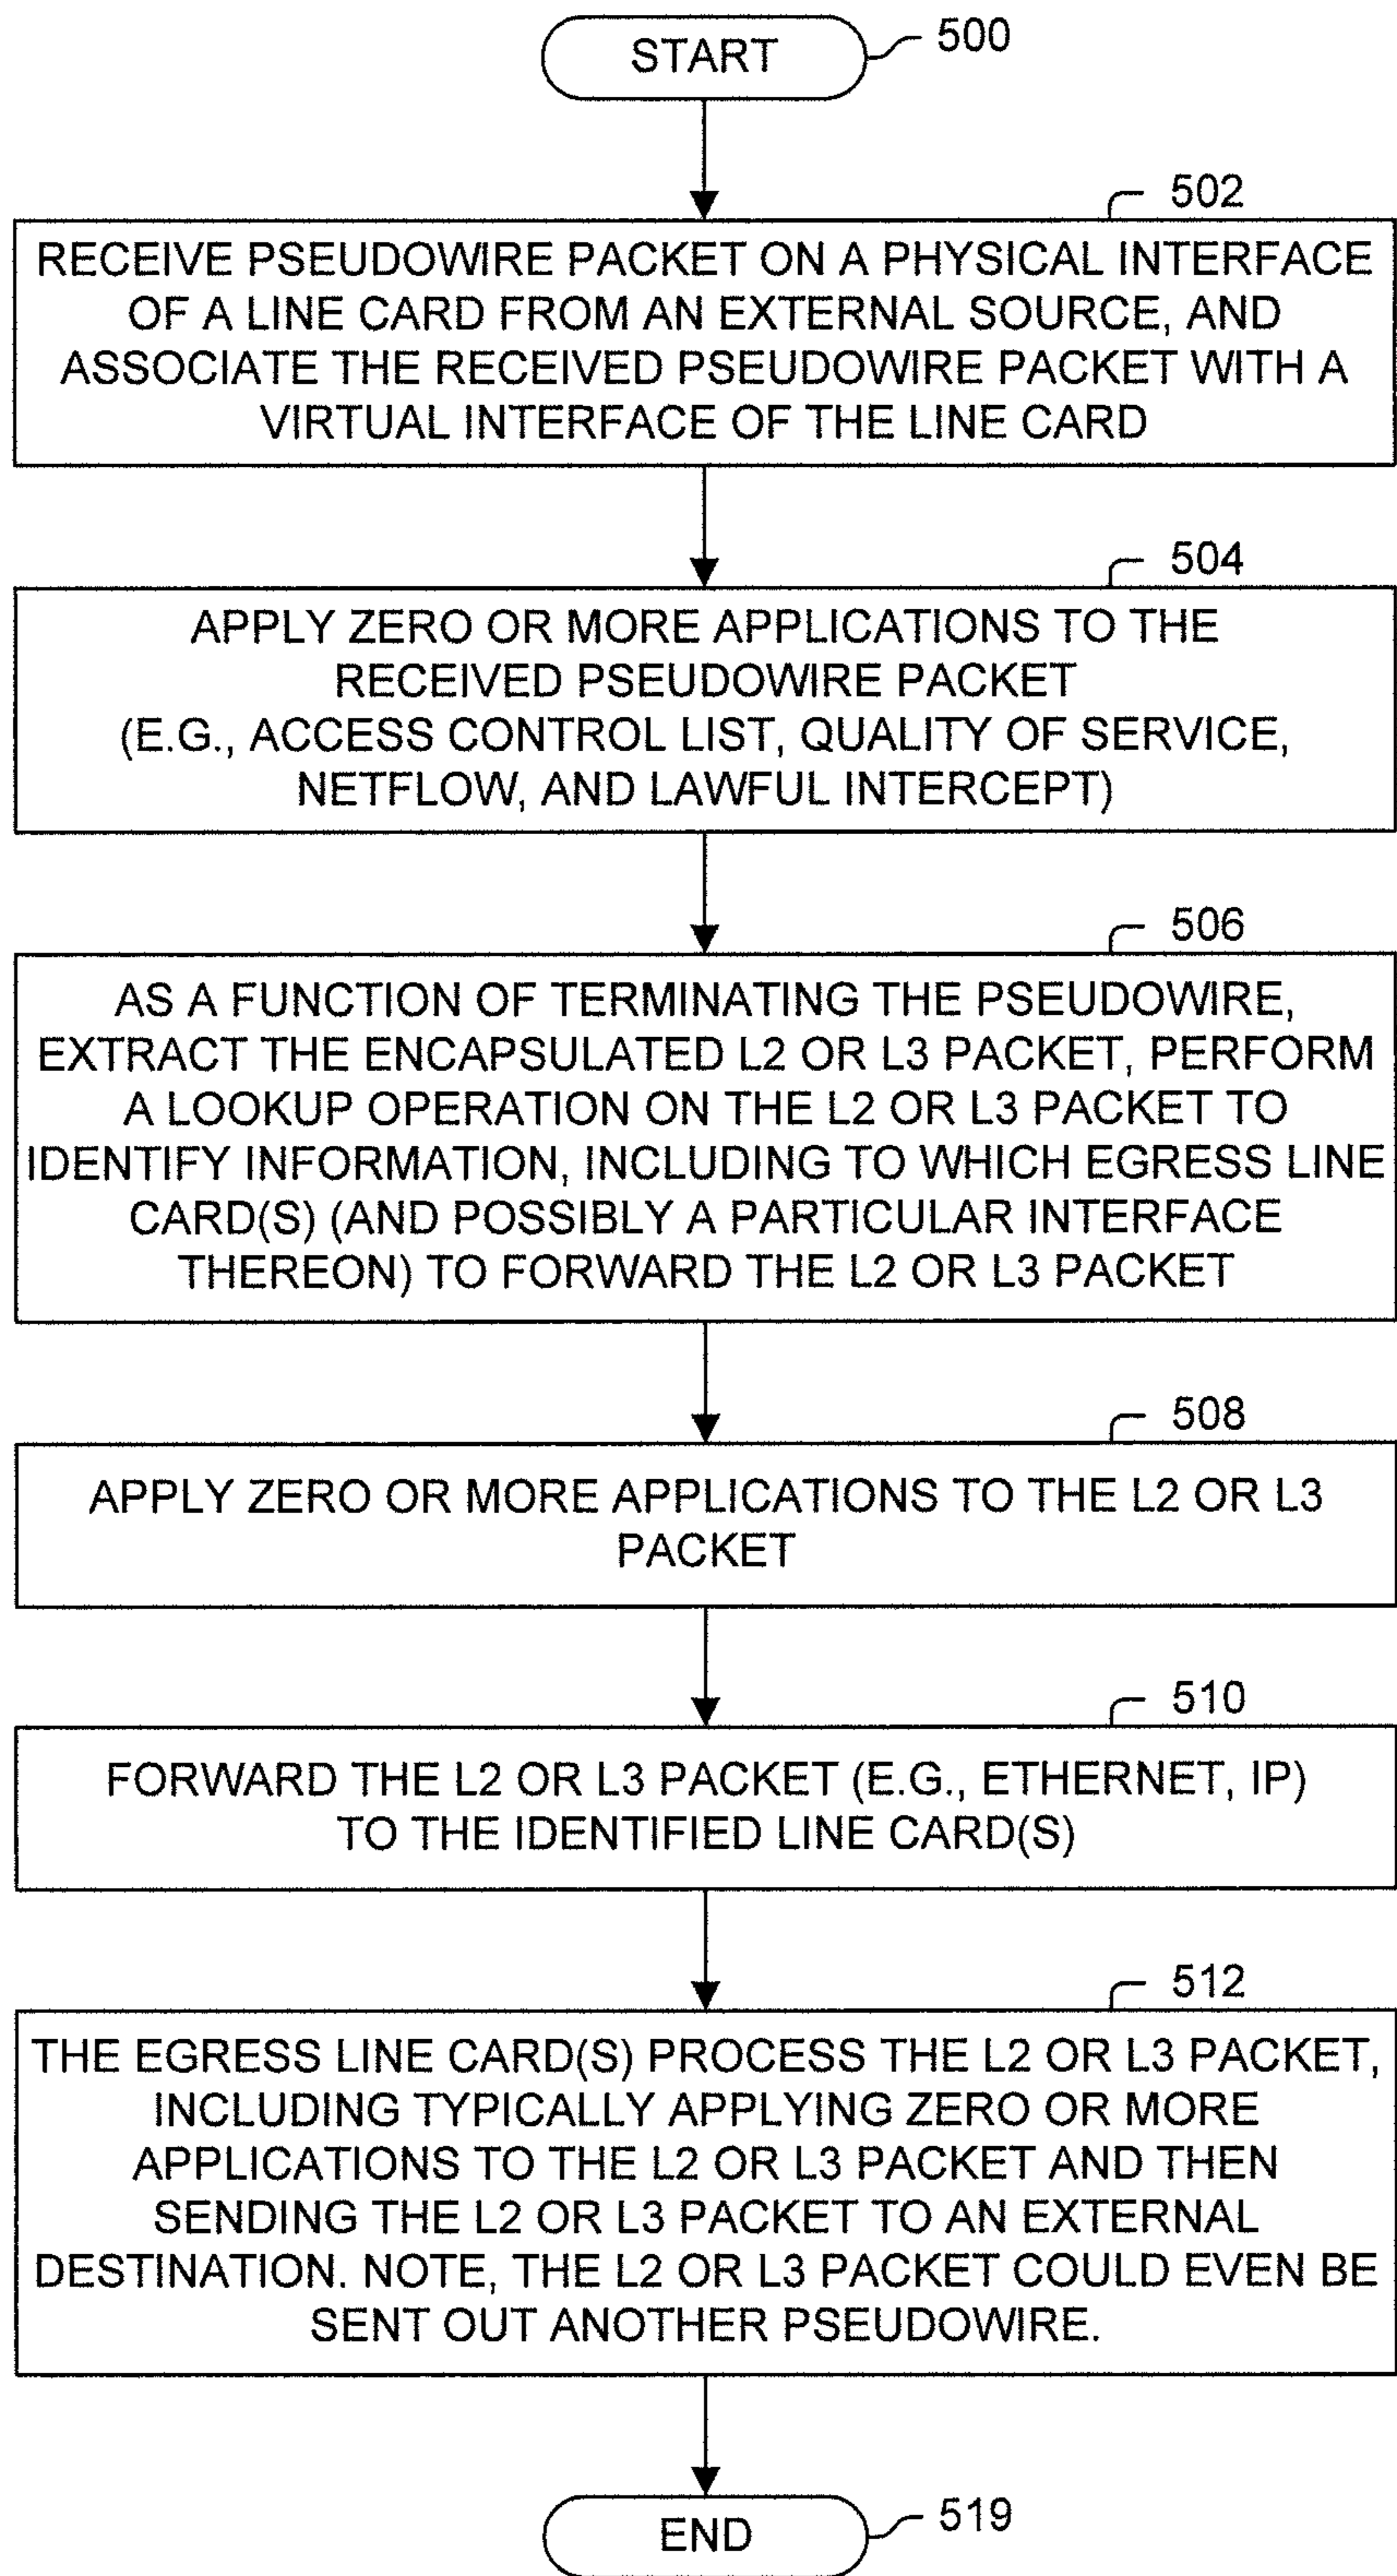 START
500
502
RECEIVE PSEUDOWIRE PACKET ON A PHYSICAL INTERFACE
OF A LINE CARD FROM AN EXTERNAL SOURCE, AND
ASSOCIATE THE RECEIVED PSEUDOWIRE PACKET WITH A
VIRTUAL INTERFACE OF THE LINE CARD
504
APPLY ZERO OR MORE APPLICATIONS TO THE
RECEIVED PSEUDOWIRE PACKET
(E.G., ACCESS CONTROL LIST, QUALITY OF SERVICE,
NETFLOW, AND LAWFUL INTERCEPT)
506
AS A FUNCTION OF TERMINATING THE PSEUDOWIRE,
EXTRACT THE ENCAPSULATED L2 OR L3 PACKET, PERFORM
A LOOKUP OPERATION ON THE L2 OR L3 PACKET TO
IDENTIFY INFORMATION, INCLUDING TO WHICH EGRESS LINE
CARD(S) (AND POSSIBLY A PARTICULAR INTERFACE
THEREON) TO FORWARD THE L2 OR L3 PACKET
508
APPLY ZERO OR MORE APPLICATIONS TO THE L2 OR L3
PACKET
510
FORWARD THE L2 OR L3 PACKET (E.G., ETHERNET, IP)
TO THE IDENTIFIED LINE CARD(S)
512
THE EGRESS LINE CARD(S) PROCESS THE L2 OR L3 PACKET,
INCLUDING TYPICALLY APPLYING ZERO OR MORE
APPLICATIONS TO THE L2 OR L3 PACKET AND THEN
SENDING THE L2 OR L3 PACKET TO AN EXTERNAL
DESTINATION. NOTE, THE L2 OR L3 PACKET COULD EVEN BE
SENT OUT ANOTHER PSEUDOWIRE.
END
519